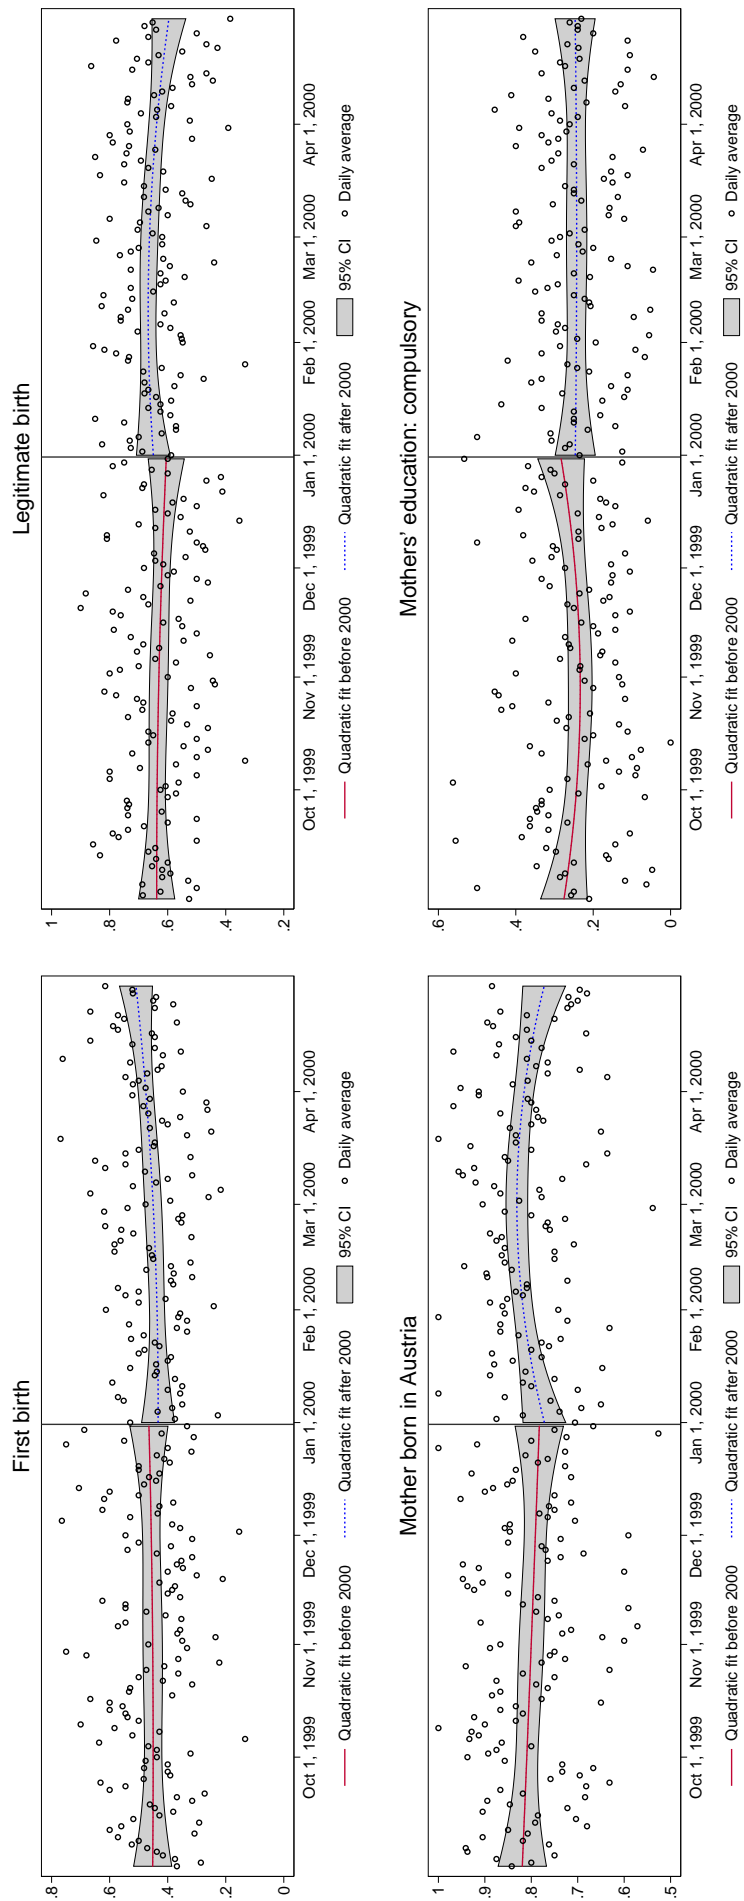 First birth
.8
.6
.4
.2
0
Oct 1, 1999 Nov 1, 1999 Dec 1, 1999 Jan 1, 2000 Feb 1, 2000 Mar 1, 2000 Apr 1, 2000
Quadratic fit before 2000 Quadratic fit after 2000 95% CI Daily average
Legitimate birth
1
.8
.6
.4
.2
Oct 1, 1999 Nov 1, 1999 Dec 1, 1999 Jan 1, 2000 Feb 1, 2000 Mar 1, 2000 Apr 1, 2000
Quadratic fit before 2000 Quadratic fit after 2000 95% CI Daily average
Mother born in Austria
1
.9
.8
.7
.6
.5
Oct 1, 1999 Nov 1, 1999 Dec 1, 1999 Jan 1, 2000 Feb 1, 2000 Mar 1, 2000 Apr 1, 2000
Quadratic fit before 2000 Quadratic fit after 2000 95% CI Daily average
Mothers' education: compulsory
.6
.4
.2
0
Oct 1, 1999 Nov 1, 1999 Dec 1, 1999 Jan 1, 2000 Feb 1, 2000 Mar 1, 2000 Apr 1, 2000
Quadratic fit before 2000 Quadratic fit after 2000 95% CI Daily average